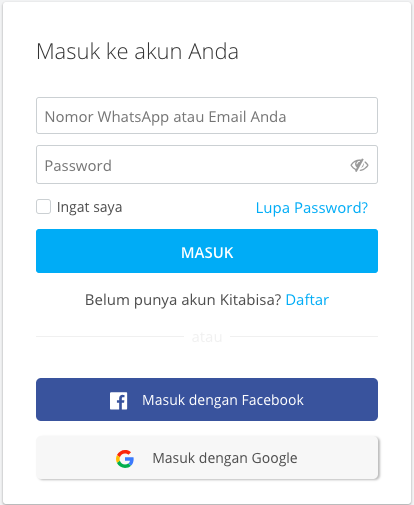 Masuk ke akun Anda
Nomor WhatsApp atau Email Anda
Password
Ingat saya
Lupa Password?
MASUK
Belum punya akun Kitabisa? Daftar
atau
Masuk dengan Facebook
Masuk dengan Google